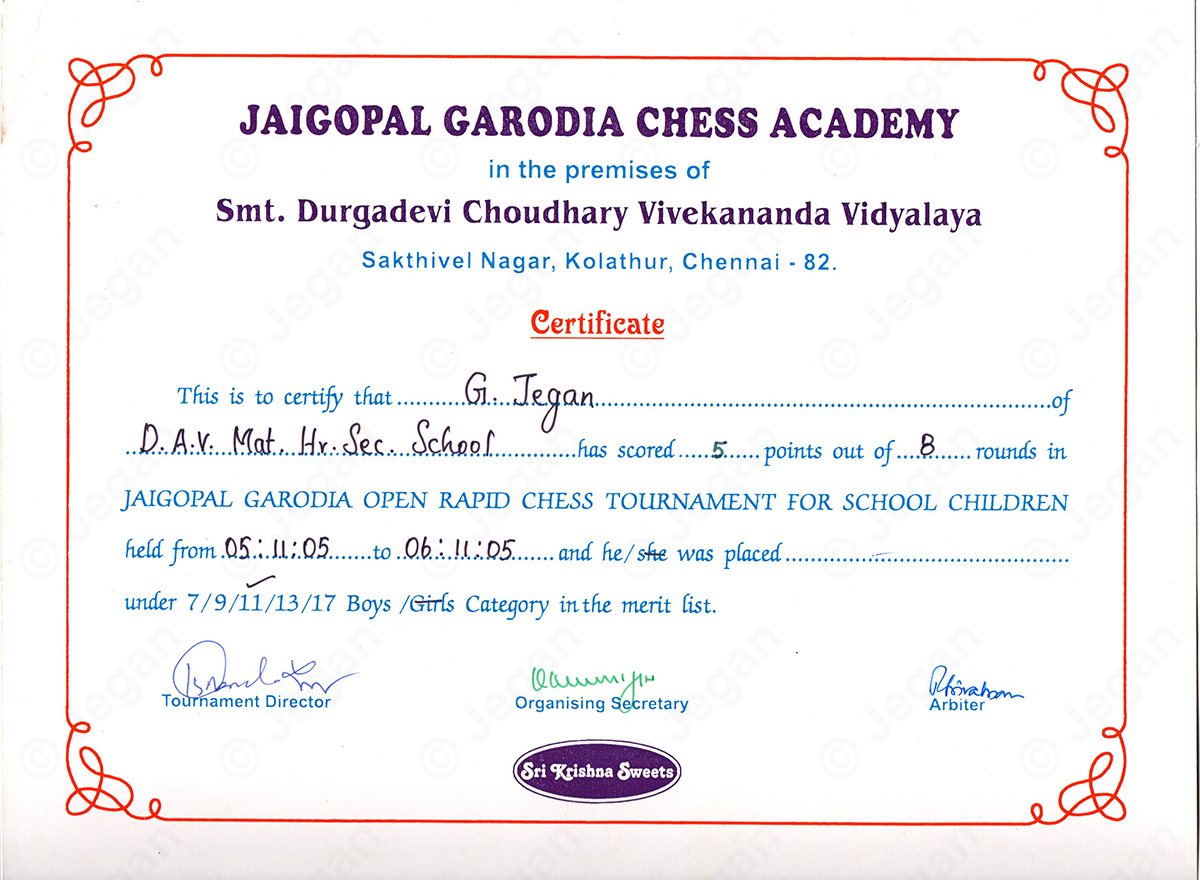 JAIGOPAL GARODIA CHESS ACADEMY
in the premises of
Smt. Durgadevi Choudhary Vivekananda Vidyalaya
Sakthivel Nagar, Kolathur, Chennai - 82.
Certificate
This is to certify that ..........G. Jegan..........of
D.A.V. Mat. Hr. Sec. School..........has scored.....5.....points out of....8.....rounds in
JAIGOPAL GARODIA OPEN RAPID CHESS TOURNAMENT FOR SCHOOL CHILDREN
held from 05:11:05......to 06:11:05......and he/she was placed..........
under 7/9/11/13/17 Boys /Girls Category in the merit list.
Tournament Director
Organising Secretary
Arbiter
Sri Krishna Sweets
© Jegan